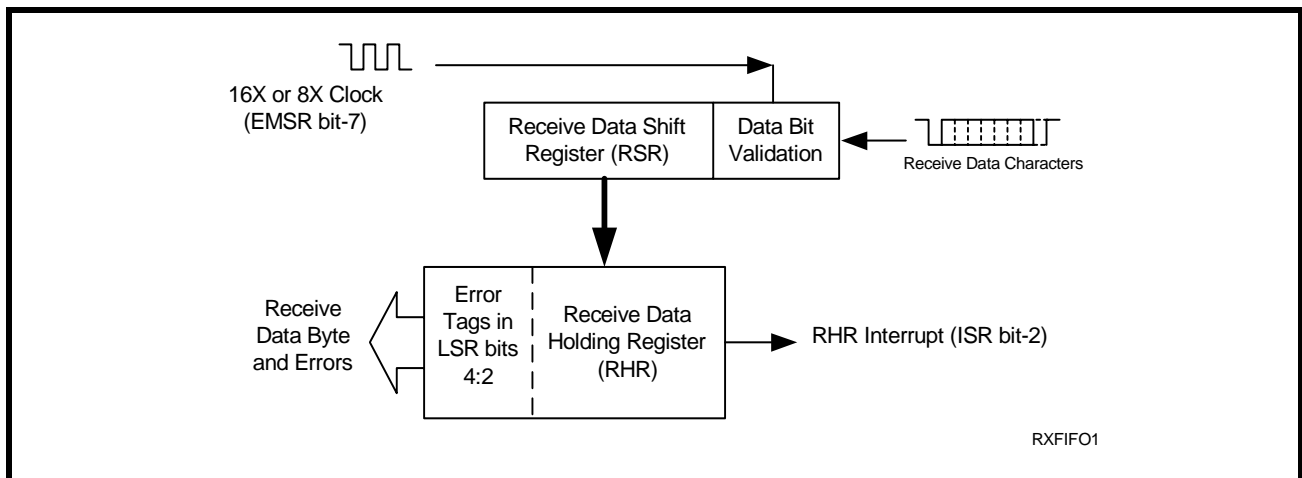 16X or 8X Clock
(EMSR bit-7)
Receive Data Shift
Register (RSR)
Data Bit
Validation
Receive Data Characters
Receive
Data Byte
and Errors
Error
Tags in
LSR bits
4:2
Receive Data
Holding Register
(RHR)
RHR Interrupt (ISR bit-2)
RXFIFO1